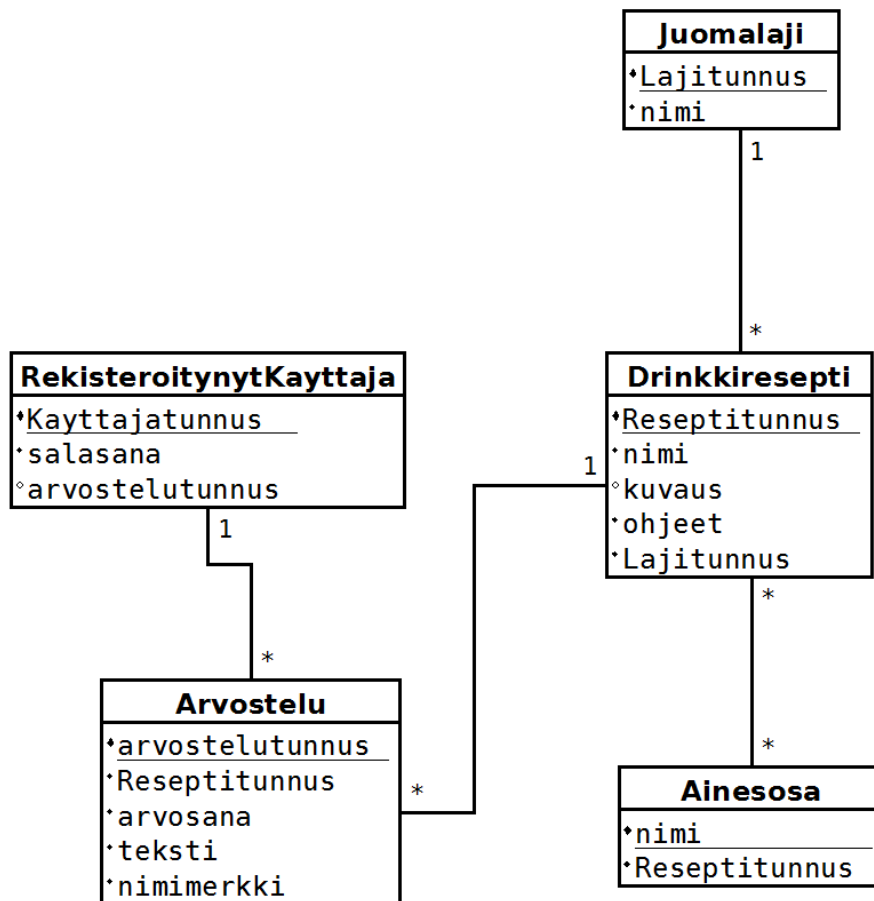 Juomalaji
Lajitunnus
nimi
1
*
RekisteroitynytKayttaja
Kayttajatunnus
salasana
arvostelutunnus
1
*
Drinkkiresepti
Reseptitunnus
nimi
kuvaus
ohjeet
Lajitunnus
1
*
*
*
Arvostelu
arvostelutunnus
Reseptitunnus
arvosana
teksti
nimimerkki
Ainesosa
nimi
Reseptitunnus